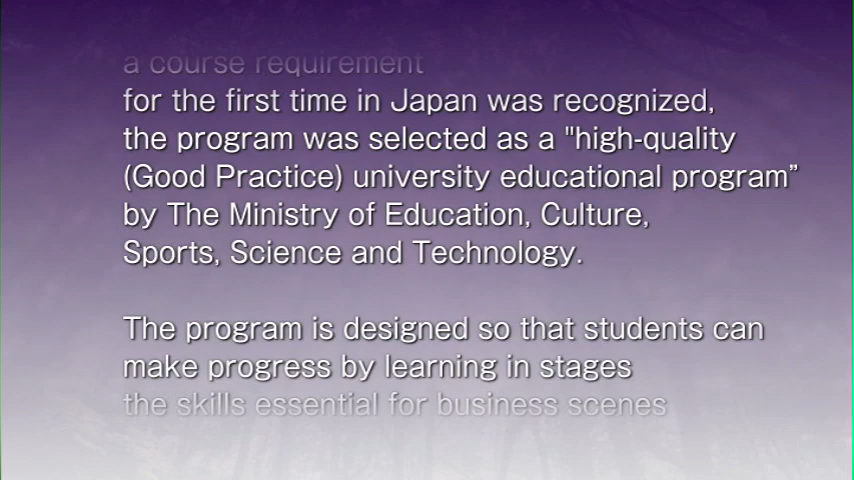 a course requirement
for the first time in Japan was recognized,
the program was selected as a "high-quality
(Good Practice) university educational program”
by The Ministry of Education, Culture,
Sports, Science and Technology.
The program is designed so that students can
make progress by learning in stages
the skills essential for business scenes